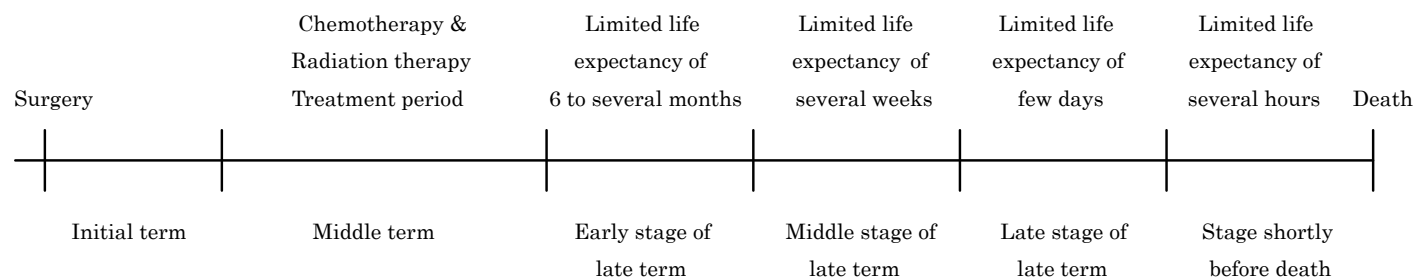 Surgery
Chemotherapy &
Radiation therapy
Treatment period
Limited life
expectancy of
6 to several months
Limited life
expectancy of
several weeks
Limited life
expectancy of
few days
Limited life
expectancy of
several hours
Death
Initial term
Middle term
Early stage of
late term
Middle stage of
late term
Late stage of
late term
Stage shortly
before death